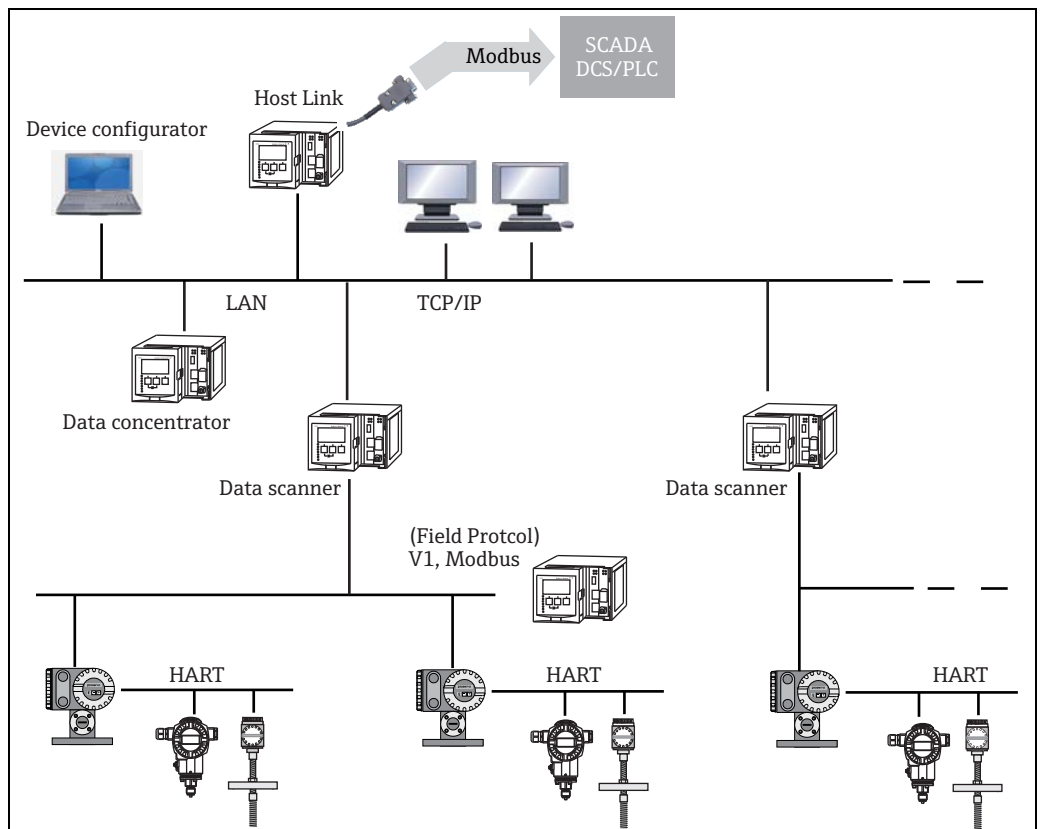 SCADA
DCS/PLC
Modbus
Host Link
Device configurator
LAN
TCP/IP
Data concentrator
Data scanner
Data scanner
(Field Protcol)
V1, Modbus
HART
HART
HART